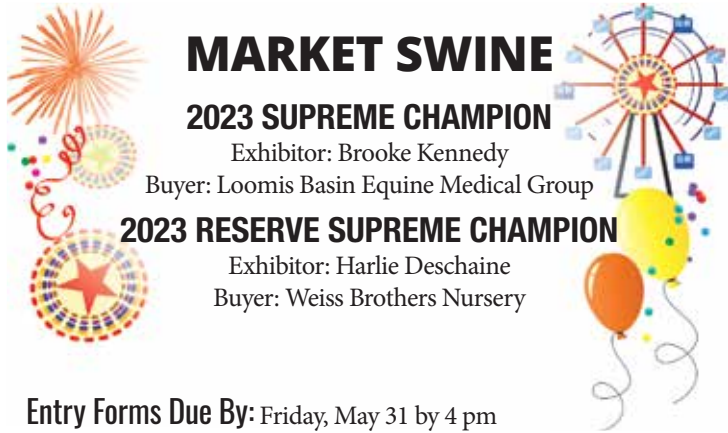 MARKET SWINE
2023 SUPREME CHAMPION
Exhibitor: Brooke Kennedy
Buyer: Loomis Basin Equine Medical Group
2023 RESERVE SUPREME CHAMPION
Exhibitor: Harlie Deschaine
Buyer: Weiss Brothers Nursery
Entry Forms Due By: Friday, May 31 by 4 pm